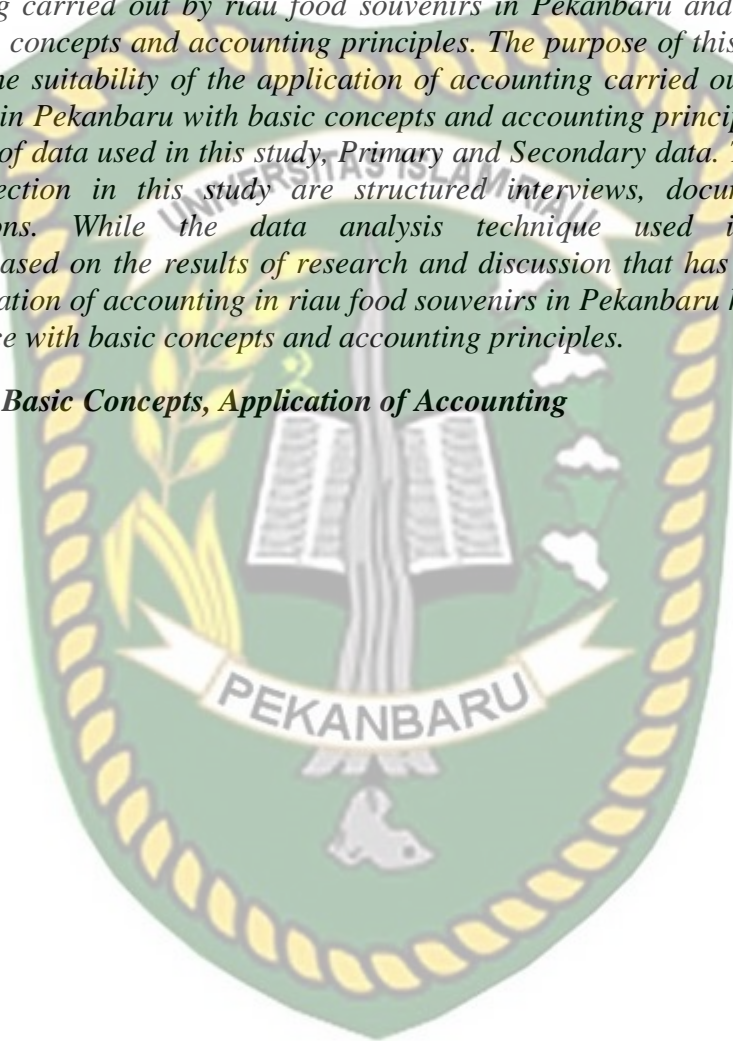 g carried out by riau food souvenirs in Pekanbaru and
concepts and accounting principles. The purpose of this
he suitability of the application of accounting carried ou
in Pekanbaru with basic concepts and accounting princip
of data used in this study, Primary and Secondary data. T
ection in this study are structured interviews, docu
ons. While the data analysis technique used i
ased on the results of research and discussion that has
ation of accounting in riau food souvenirs in Pekanbaru h
ce with basic concepts and accounting principles.
Basic Concepts, Application of Accounting
UNIVERSITAS ISLAM RIAU
PEKANBARU